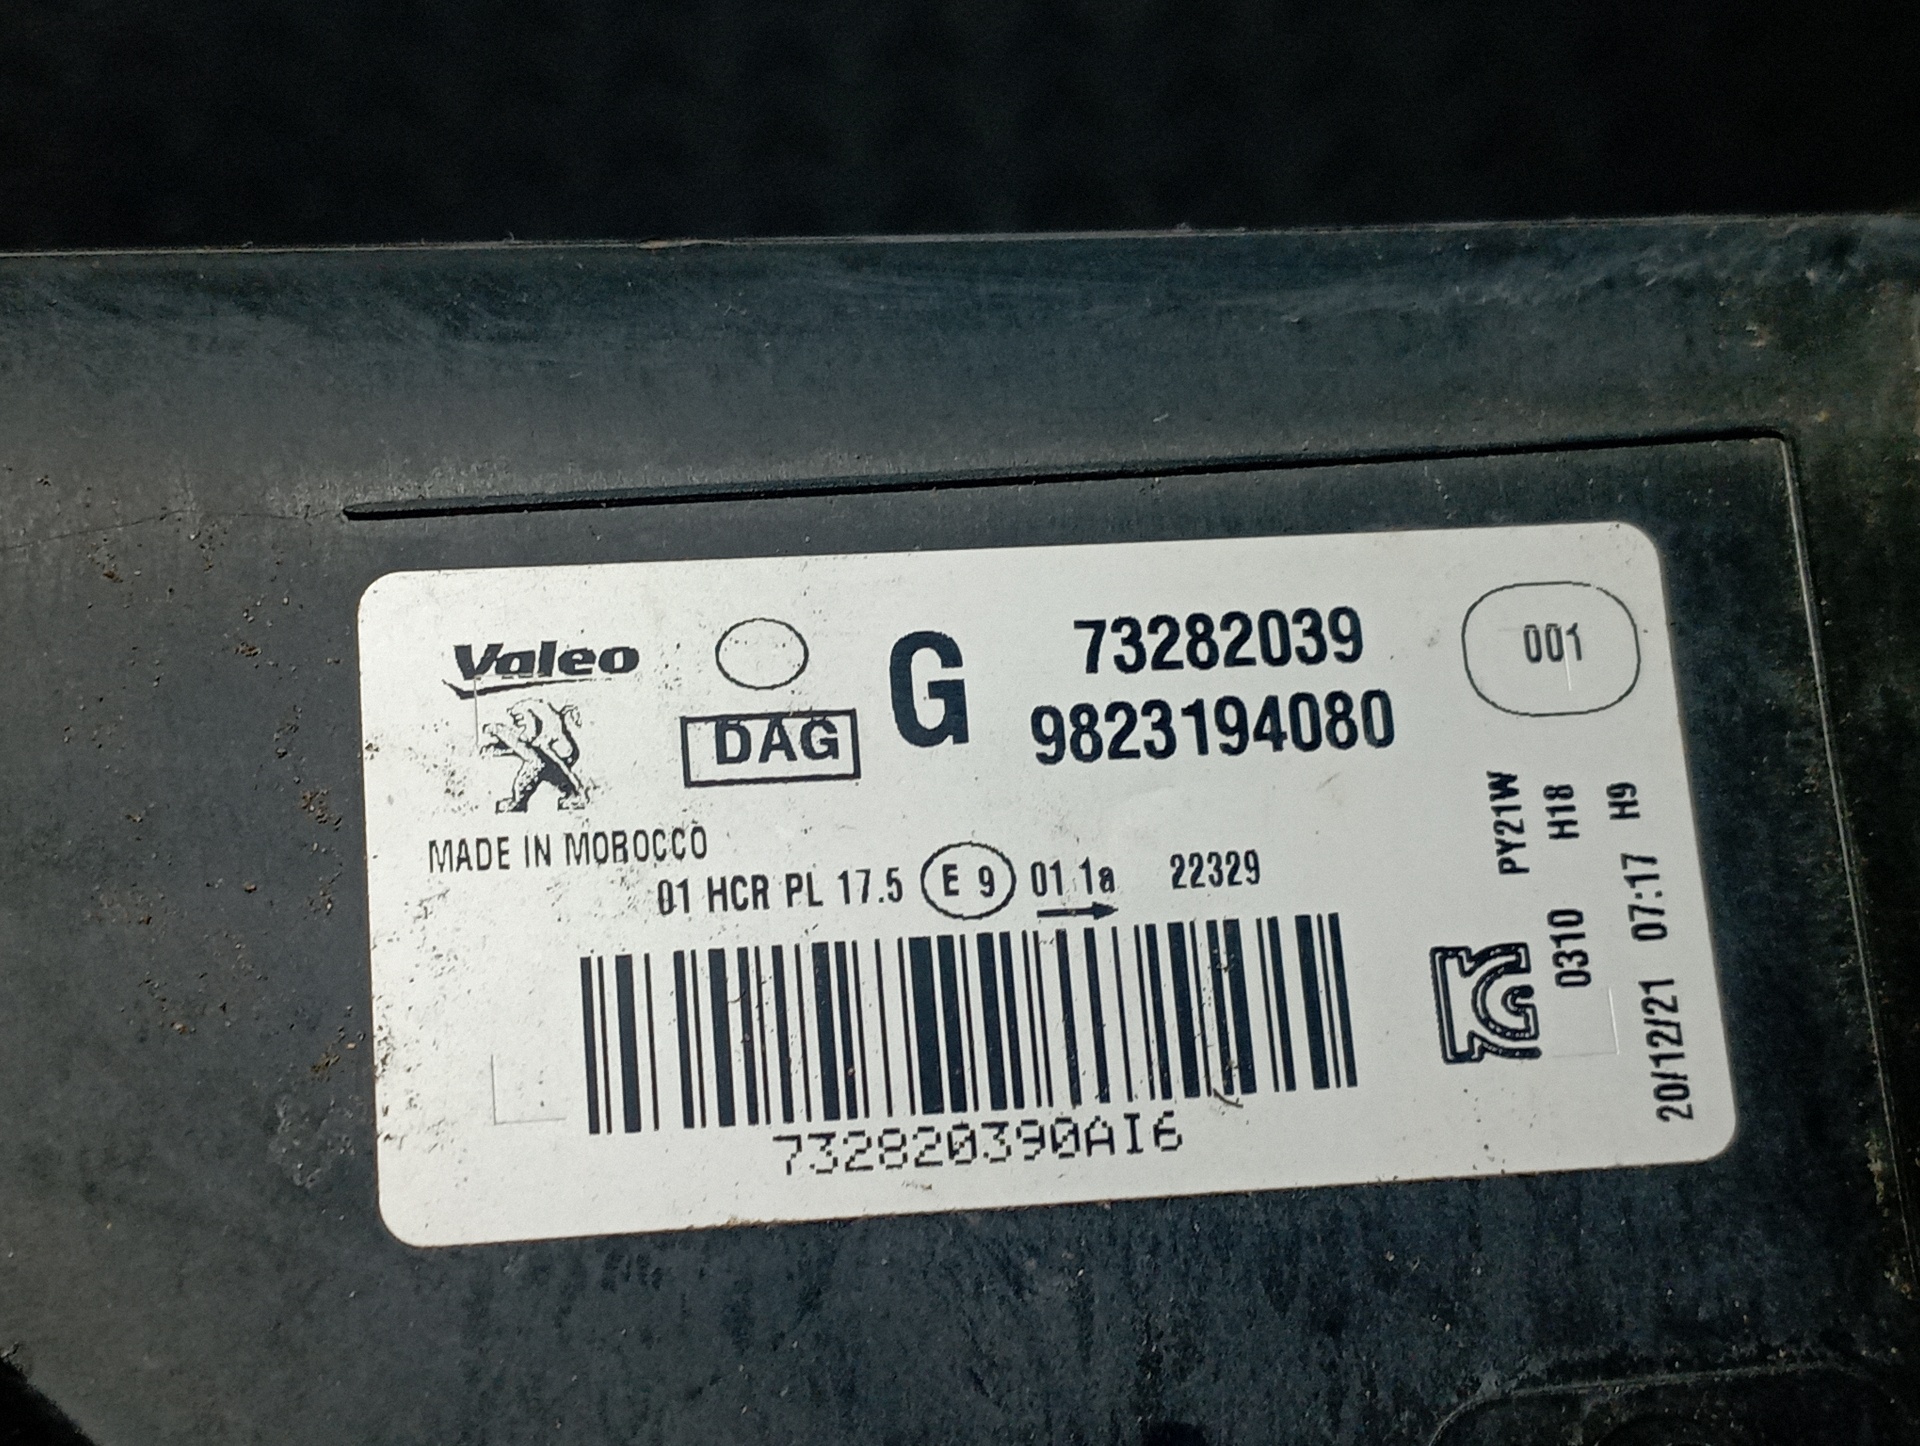 Valeo
DAG
G
73282039
9823194080
001
MADE IN MOROCCO
01 HCR PL 17.5 E 9 01 1a 22329
732820390AI6
PY21W
0310 H18
20/12/21 07:17 H9